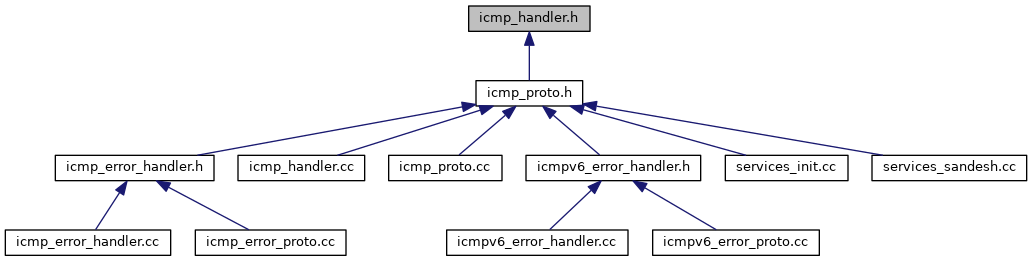 icmp_handler.h
icmp_proto.h
icmp_error_handler.h
icmp_handler.cc
icmp_proto.cc
icmpv6_error_handler.h
services_init.cc
services_sandesh.cc
icmp_error_handler.cc
icmp_error_proto.cc
icmpv6_error_handler.cc
icmpv6_error_proto.cc